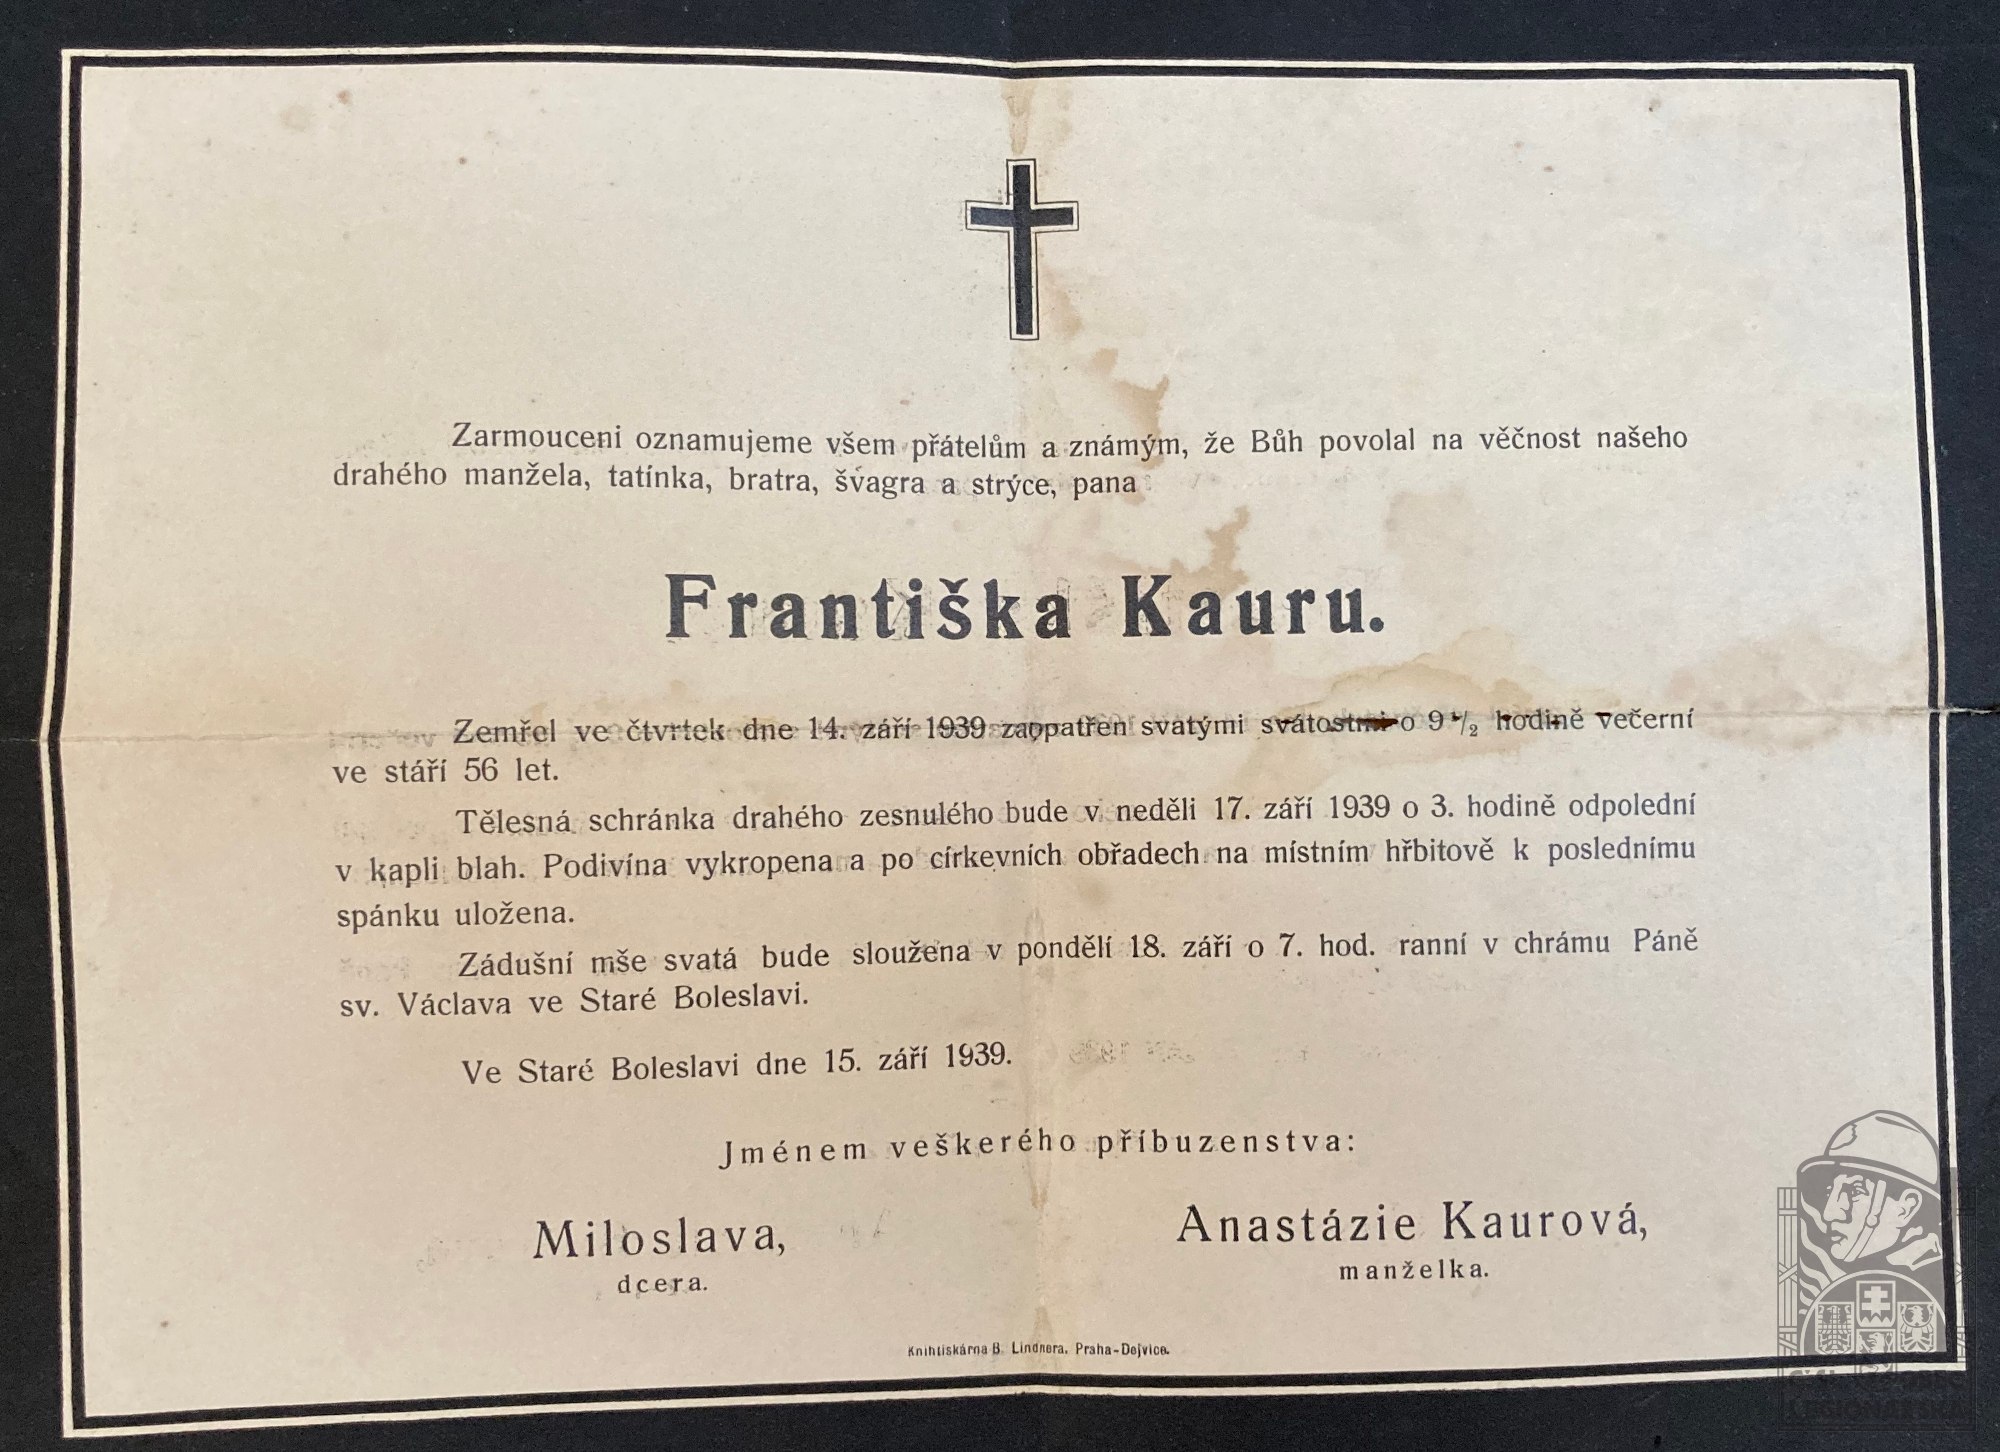 Zarmouceni oznamujeme všem přátelům a známým, že Bůh povolal na věčnost našeho
drahého manžela, tatínka, bratra, švagra a strýce, pana
Františka Kauru.
Zemřel ve čtvrtek dne 14. září 1939 zaopatřen svatými svátostmi o 9 1/2 hodině večerní
ve stáří 56 let.
Tělesná schránka drahého zesnulého bude v neděli 17. září 1939 o 3. hodině odpolední
v kapli blah. Podivína vykropena a po církevních obřadech na místním hřbitově k poslednímu
spánku uložena.
Zádušní mše svatá bude sloužena v pondělí 18. září o 7. hod. ranní v chrámu Páně
sv. Václava ve Staré Boleslavi.
Ve Staré Boleslavi dne 15. září 1939.
Jménem veškerého příbuzenstva:
Miloslava,
dcera.
Anastázie Kaurová,
manželka.
Knihtiskárna B. Lindnera, Praha-Dejvice.
LEGIONÁŘSKÁ